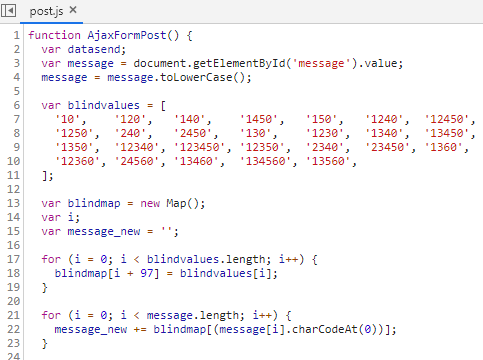 post.js ×
1 function AjaxFormPost() {
2 var datasend;
3 var message = document.getElementById('message').value;
4 message = message.toLowerCase();
5
6 var blindvalues = [
7 '10', '120', '140', '1450', '150', '1240', '12450',
8 '1250', '240', '2450', '130', '1230', '1340', '13450',
9 '1350', '12340', '123450', '12350', '2340', '23450', '1360',
10 '12360', '24560', '13460', '134560', '13560',
11 ];
12
13 var blindmap = new Map();
14 var i;
15 var message_new = '';
16
17 for (i = 0; i < blindvalues.length; i++) {
18 blindmap[i + 97] = blindvalues[i];
19 }
20
21 for (i = 0; i < message.length; i++) {
22 message_new += blindmap[(message[i].charCodeAt(0))];
23 }
24